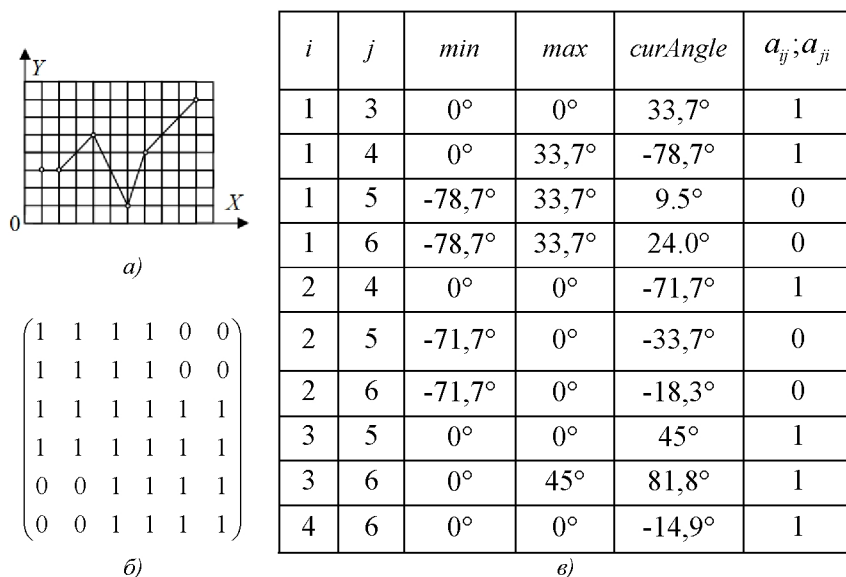 Y
0
X
а)
1 1 1 1 0 0
1 1 1 1 0 0
1 1 1 1 1 1
1 1 1 1 1 1
0 0 1 1 1 1
0 0 1 1 1 1
б)
i j min max curAngle a_ij;a_ji
1 3 0° 0° 33,7° 1
1 4 0° 33,7° -78,7° 1
1 5 -78,7° 33,7° 9.5° 0
1 6 -78,7° 33,7° 24.0° 0
2 4 0° 0° -71,7° 1
2 5 -71,7° 0° -33,7° 0
2 6 -71,7° 0° -18,3° 0
3 5 0° 0° 45° 1
3 6 0° 45° 81,8° 1
4 6 0° 0° -14,9° 1
в)